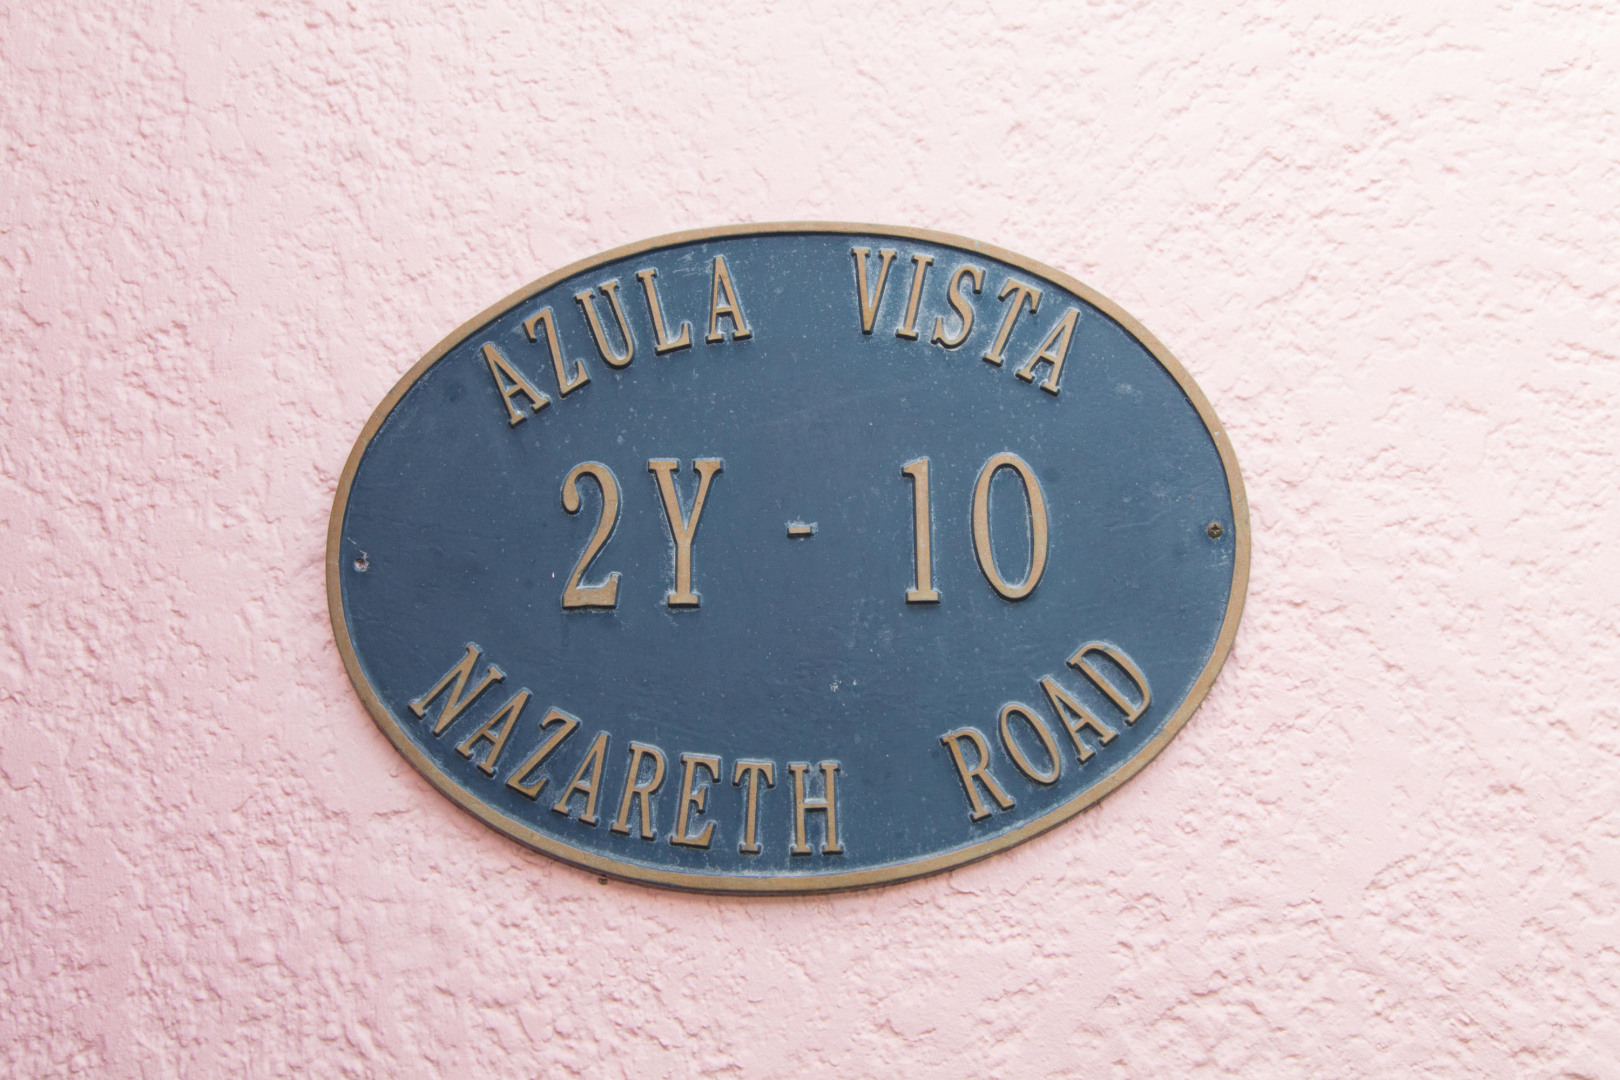 AZULA VISTA
2Y - 10
NAZARETH ROAD